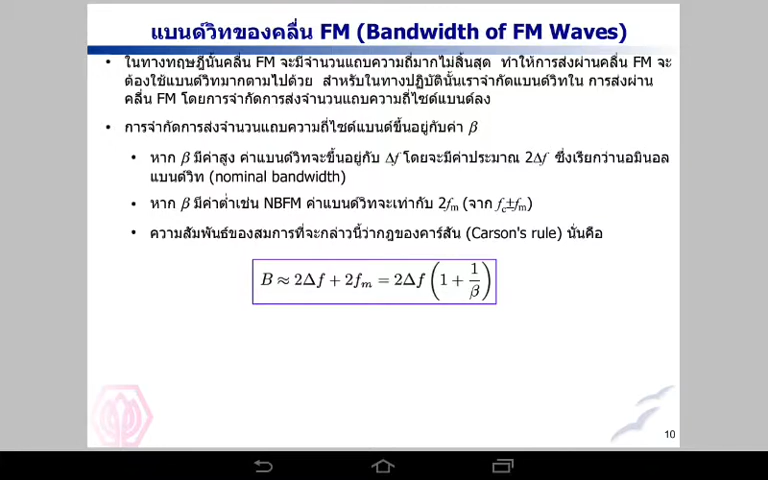 แบนด์วิทของคลื่น FM (Bandwidth of FM Waves)
• ในทางทฤษฎีนั้นคลื่น FM จะมีจำนวนแถบความถี่มากไม่สิ้นสุด ทำให้การส่งผ่านคลื่น FM จะ
ต้องใช้แบนด์วิทมากตามไปด้วย สำหรับในทางปฏิบัตินั้นเราจำกัดแบนด์วิทใน การส่งผ่าน
คลื่น FM โดยการจำกัดการส่งจำนวนแถบความถี่ไซด์แบนด์ลง
• การจำกัดการส่งจำนวนแถบความถี่ไซด์แบนด์ขึ้นอยู่กับค่า β
• หาก β มีค่าสูง ค่าแบนด์วิทจะขึ้นอยู่กับ Δf โดยจะมีค่าประมาณ 2Δf ซึ่งเรียกว่านอมินอล
แบนด์วิท (nominal bandwidth)
• หาก β มีค่าต่ำเช่น NBFM ค่าแบนด์วิทจะเท่ากับ 2fm (จาก fc±fm)
• ความสัมพันธ์ของสมการที่จะกล่าวนี้ว่ากฎของคาร์สัน (Carson's rule) นั่นคือ
B ≈ 2Δf + 2fm = 2Δf (1 + 1/β)
10